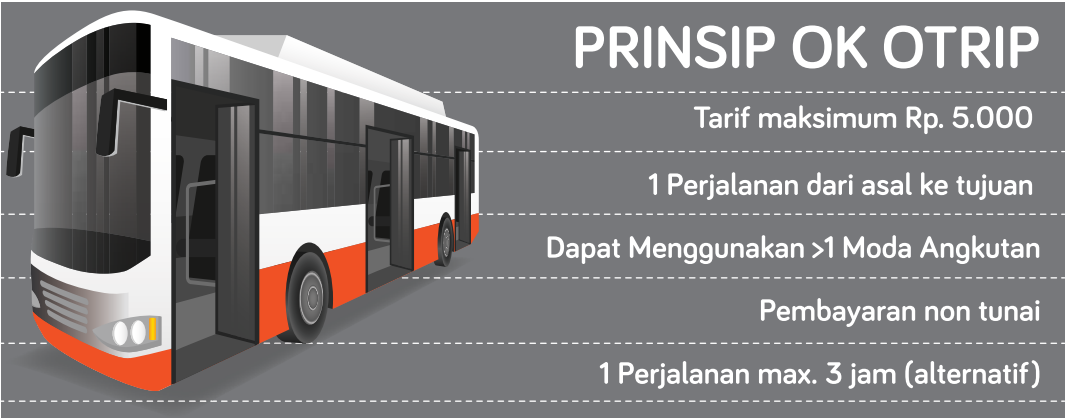 PRINSIP OK OTRIP
Tarif maksimum Rp. 5.000
1 Perjalanan dari asal ke tujuan
Dapat Menggunakan >1 Moda Angkutan
Pembayaran non tunai
1 Perjalanan max. 3 jam (alternatif)